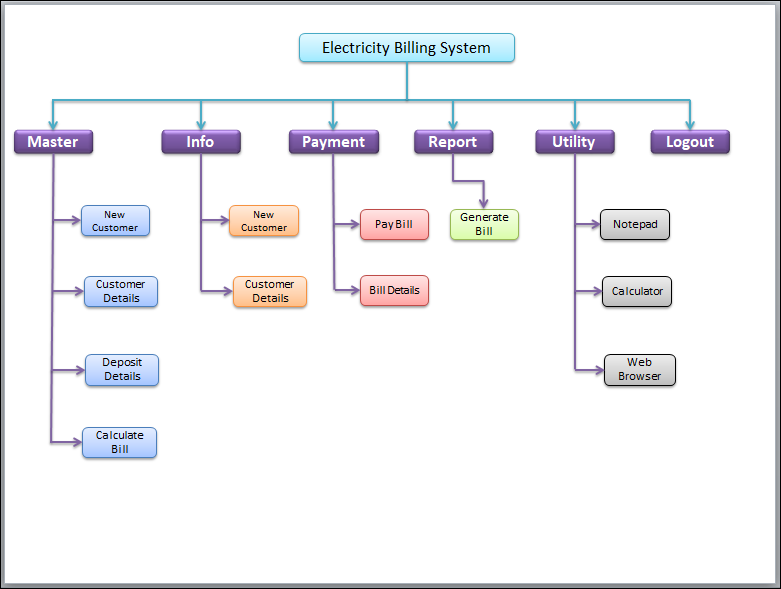 Electricity Billing System
Master
Info
Payment
Report
Utility
Logout
New
Customer
Customer
Details
Deposit
Details
Calculate
Bill
New
Customer
Customer
Details
Pay Bill
Bill Details
Generate
Bill
Notepad
Calculator
Web
Browser